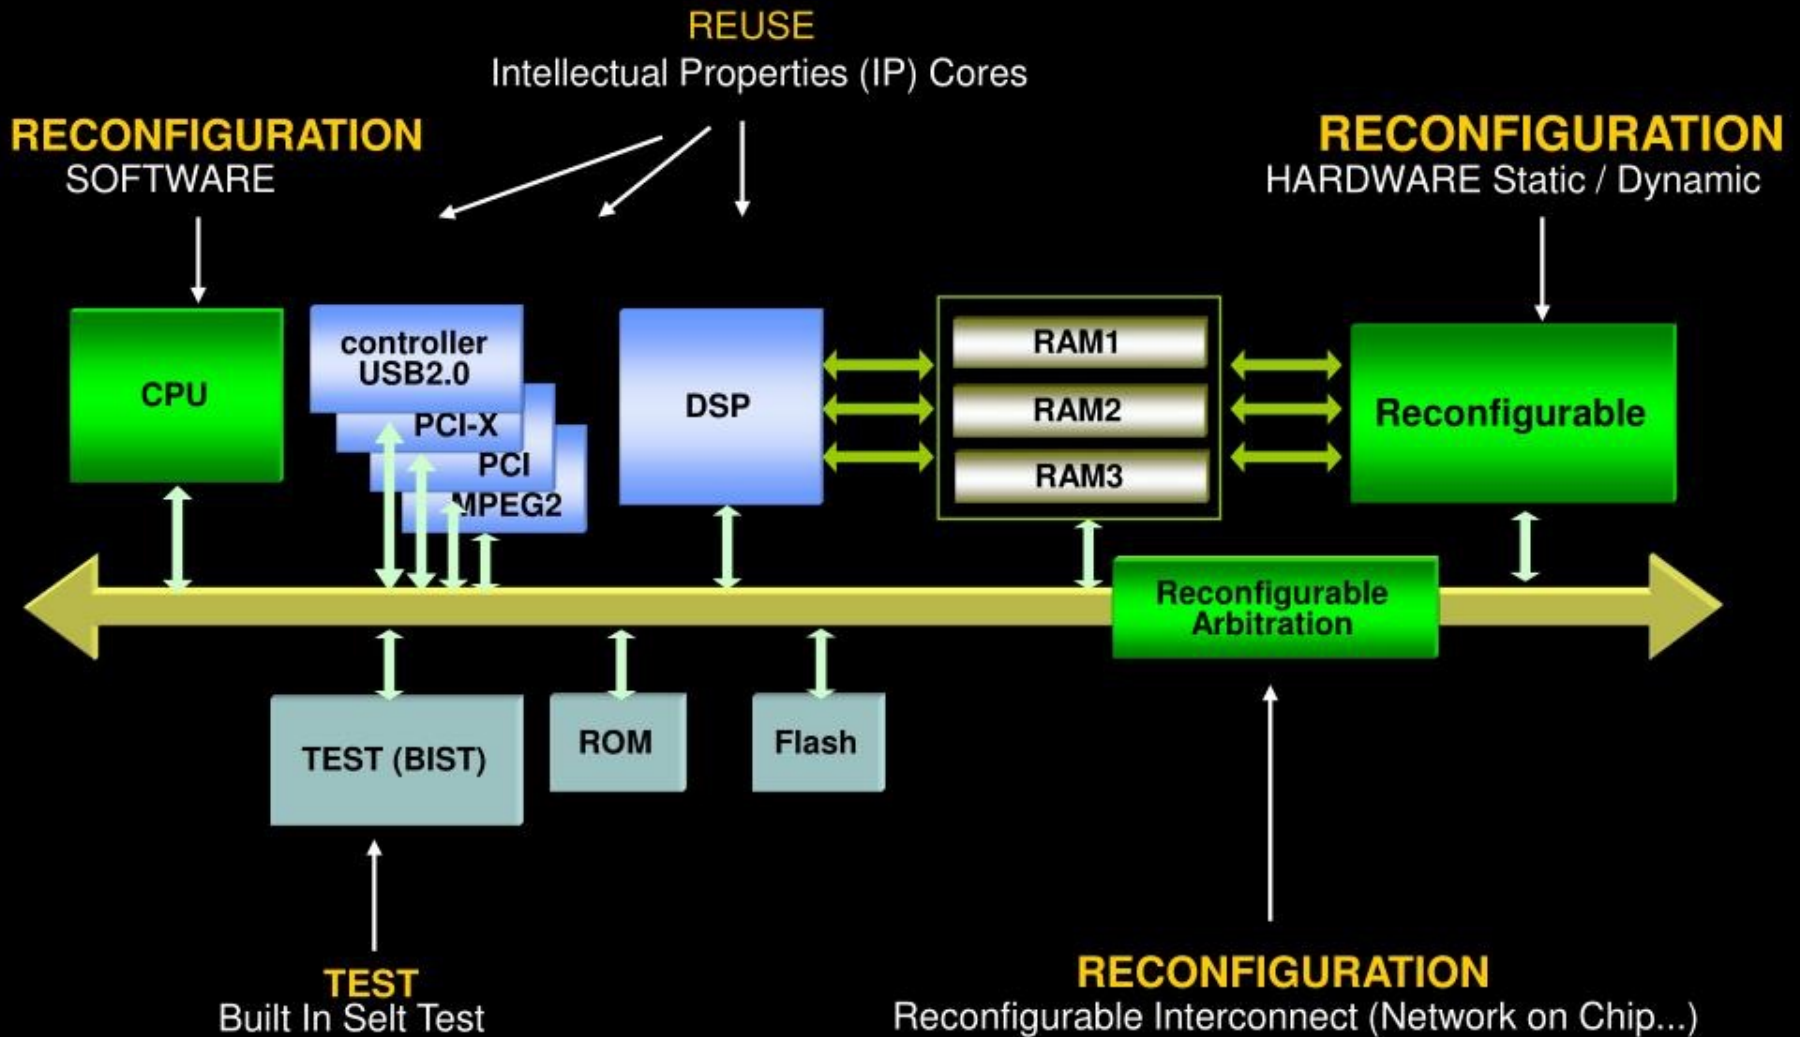 REUSE
Intellectual Properties (IP) Cores
RECONFIGURATION
SOFTWARE
RECONFIGURATION
HARDWARE Static / Dynamic
CPU
controller
USB2.0
PCI-X
PCI
MPEG2
DSP
RAM1
RAM2
RAM3
Reconfigurable
Reconfigurable
Arbitration
TEST (BIST)
ROM
Flash
TEST
Built In Selt Test
RECONFIGURATION
Reconfigurable Interconnect (Network on Chip...)